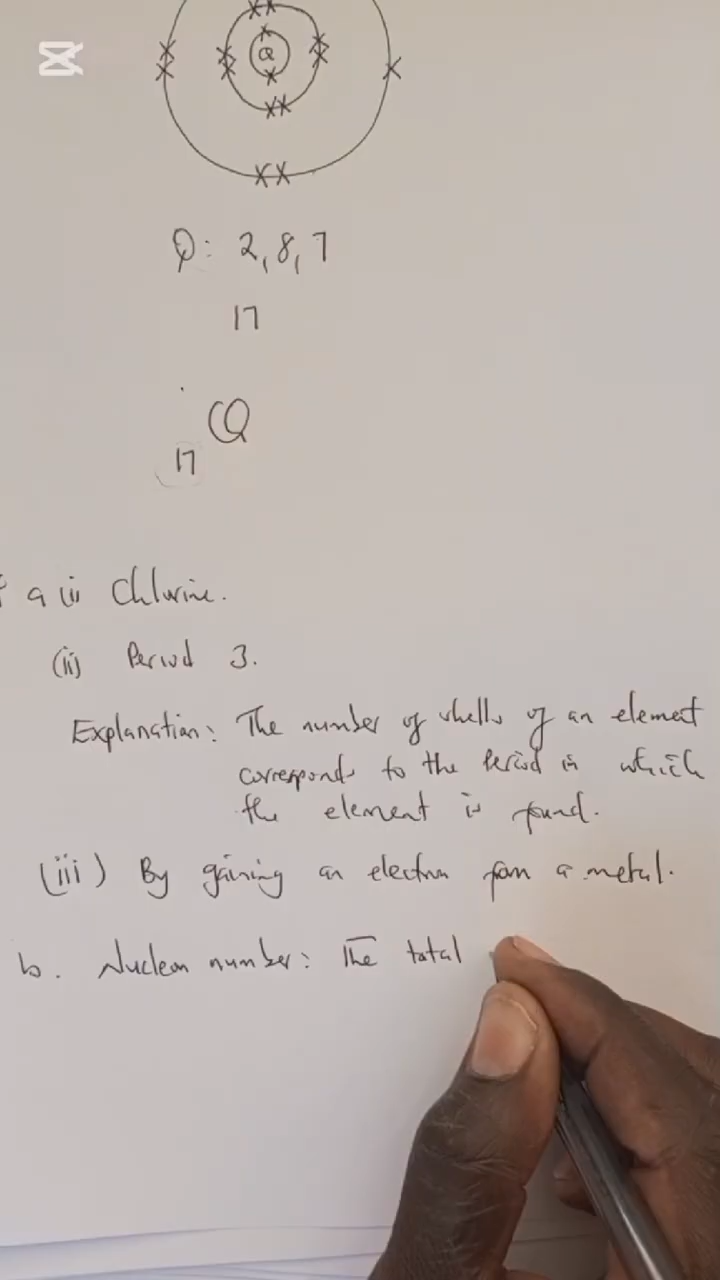 Q
Q: 2, 8, 7
17
Q
17
a (i) Chlorine.
(ii) Period 3.
Explanation: The number of shells of an element
corresponds to the period in which
the element is found.
(iii) By gaining an electron from a metal.
b. Nucleon number: The total